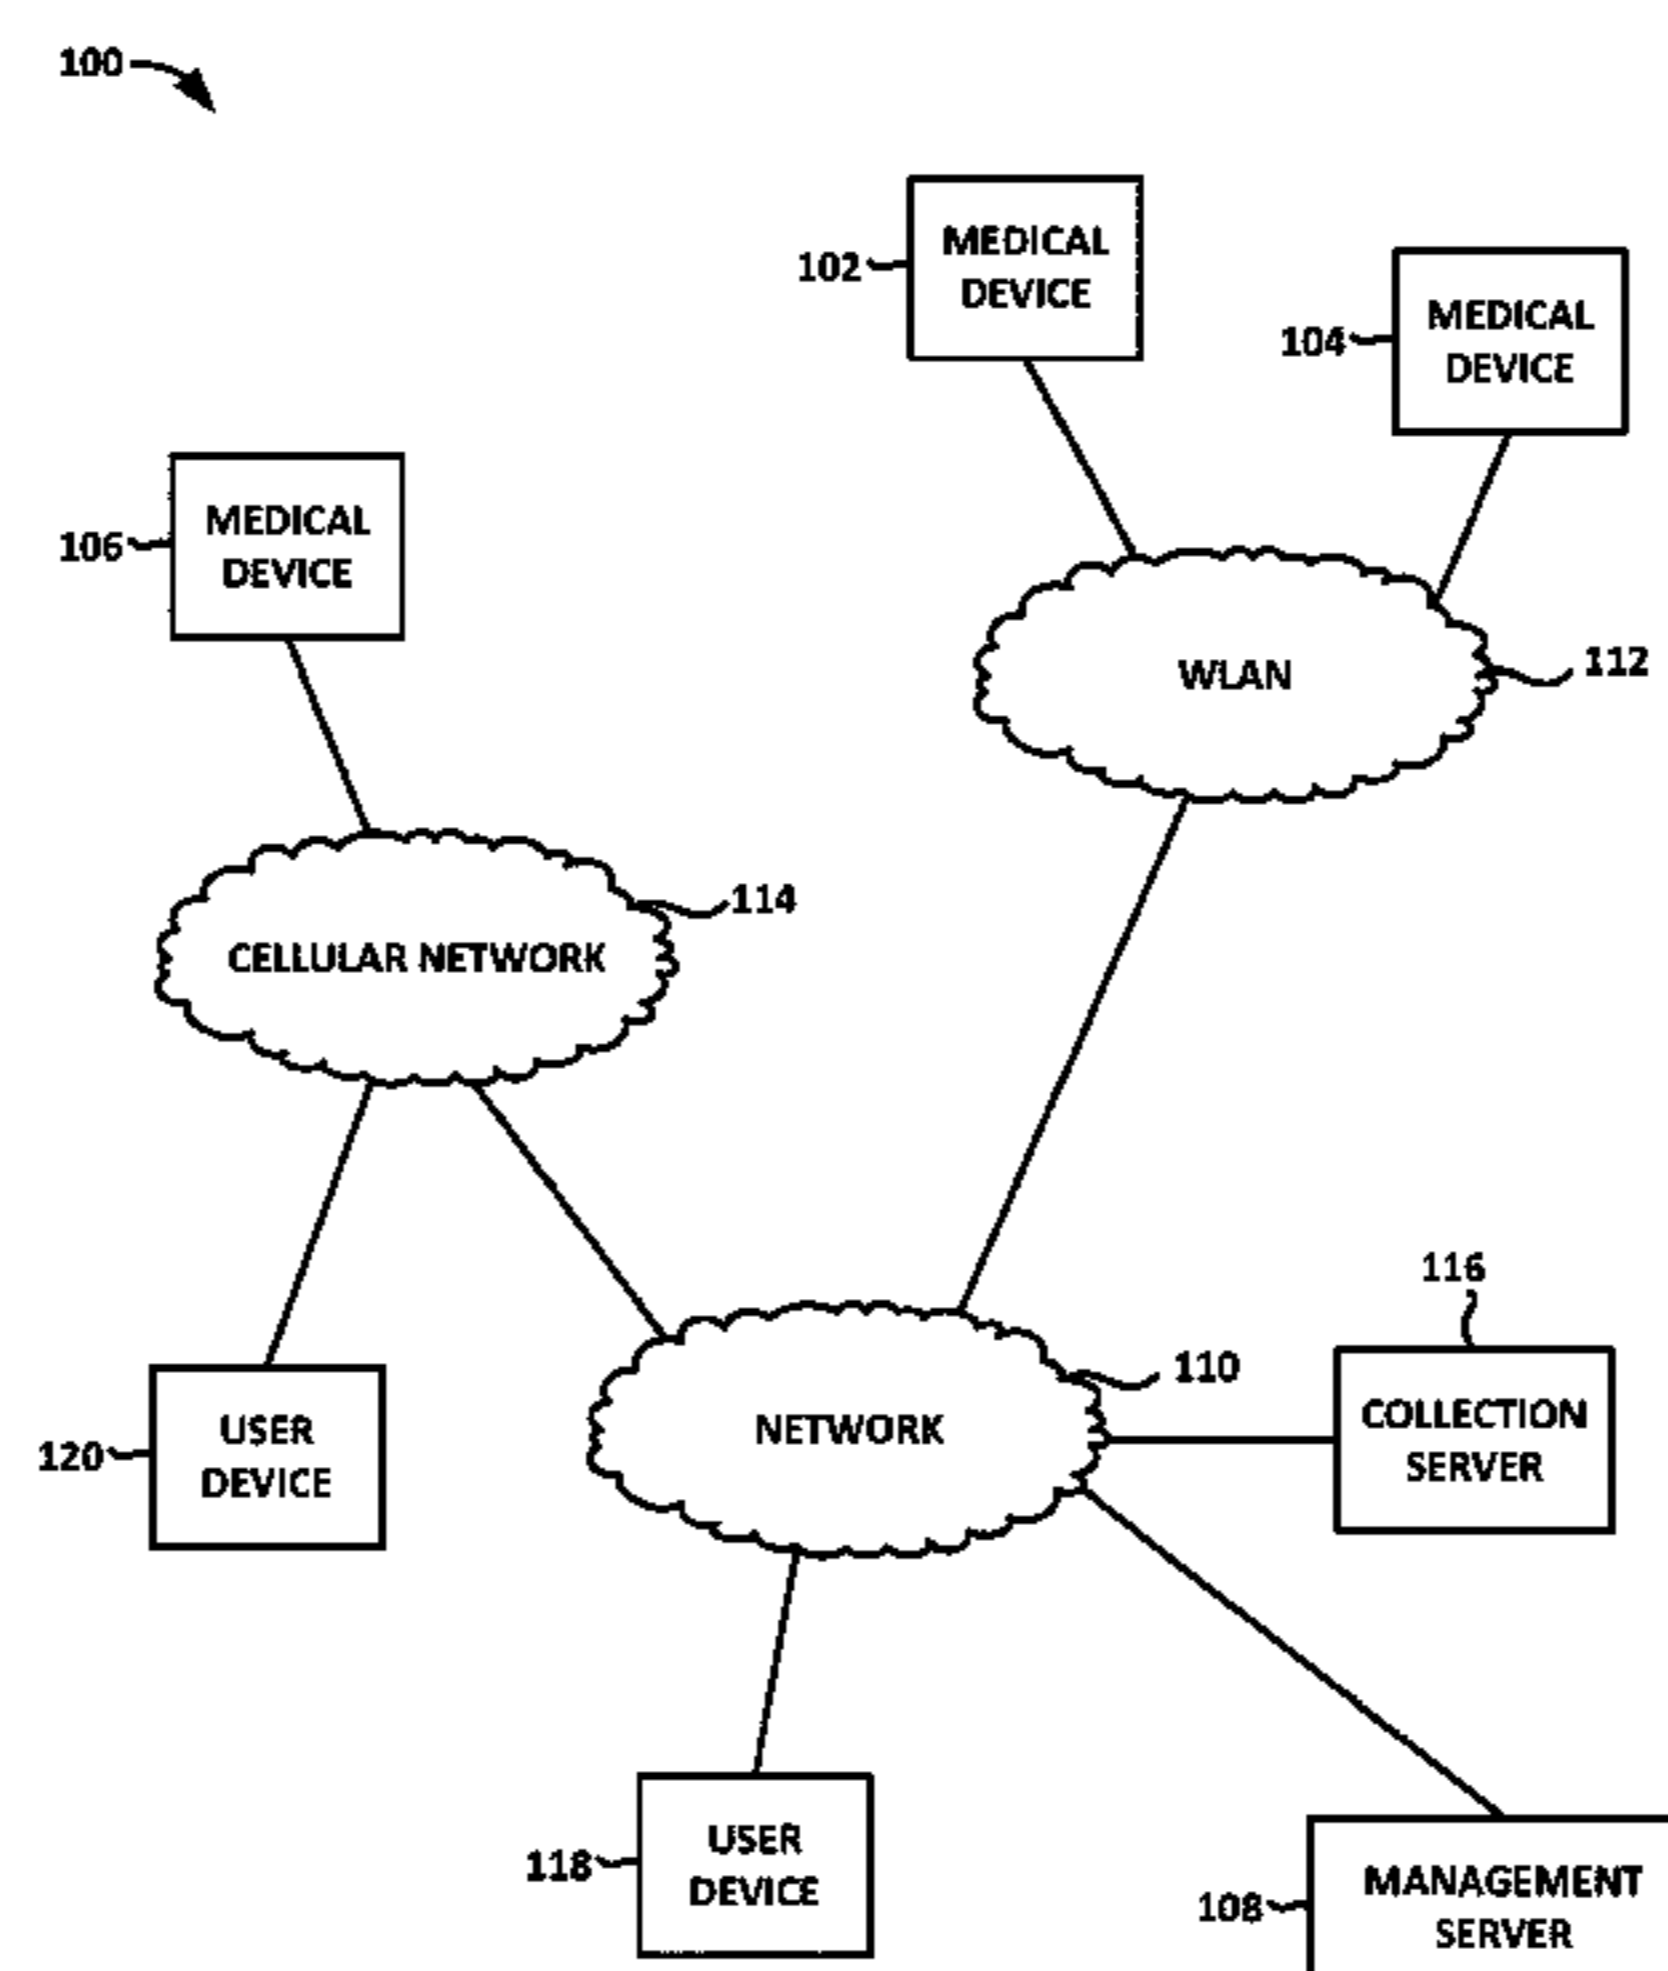 100
102
MEDICAL
DEVICE
104
MEDICAL
DEVICE
106
MEDICAL
DEVICE
WLAN
112
114
CELLULAR NETWORK
116
110
120
USER
DEVICE
NETWORK
COLLECTION
SERVER
118
USER
DEVICE
108
MANAGEMENT
SERVER